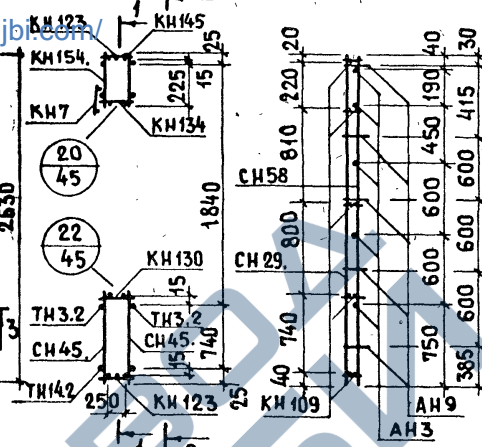 1
КН123
КН145
jbi.com/
КН154.
КН7
КН134
20
45
22
45
КН130
ТН3.2
ТН3.2
СН45.
СН45.
ТН142
КН123
250
25
225
15
1840
15
740
15
25
2630
3
1
20
220
810
800
740
40
СН58
СН29.
КН109
АН3
АН9
40
190
450
600
600
750
30
415
600
600
600
385